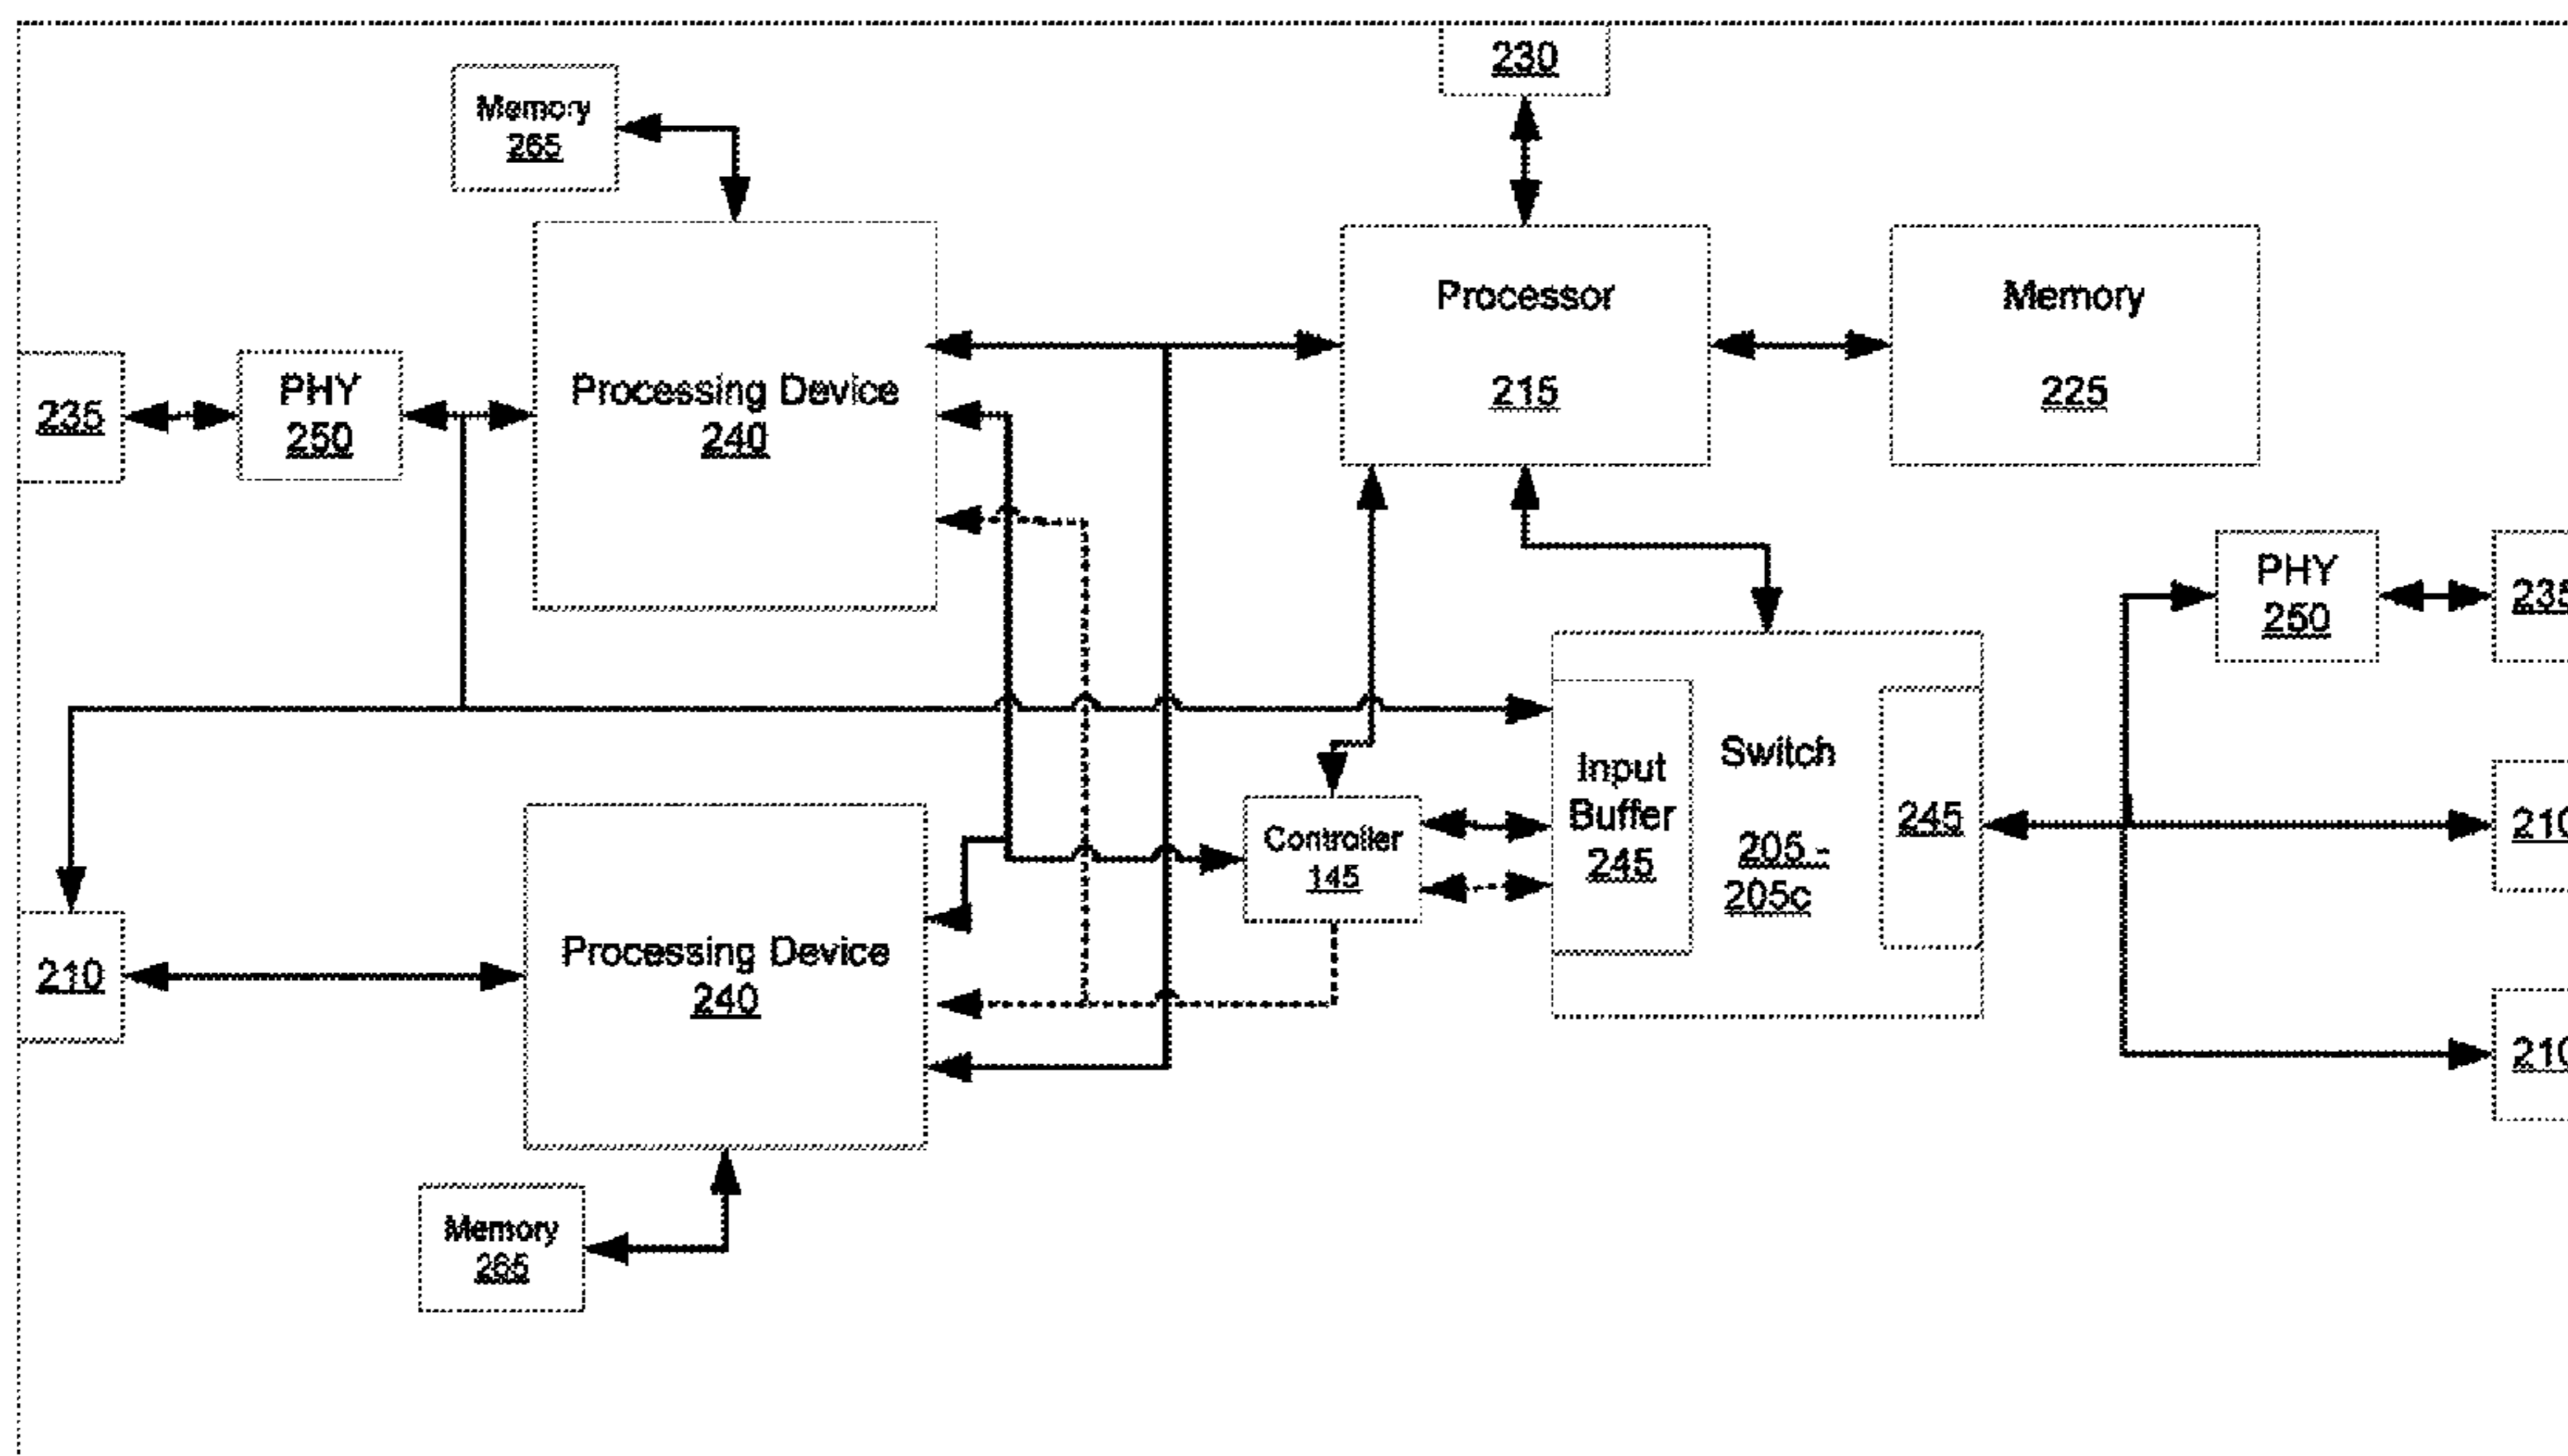 230
Memory
265
Processor
215
Memory
225
235
PHY
250
Processing Device
240
PHY
250
235
Input
Buffer
245
Switch
205 -
205c
245
210
Controller
145
210
Processing Device
240
210
Memory
265